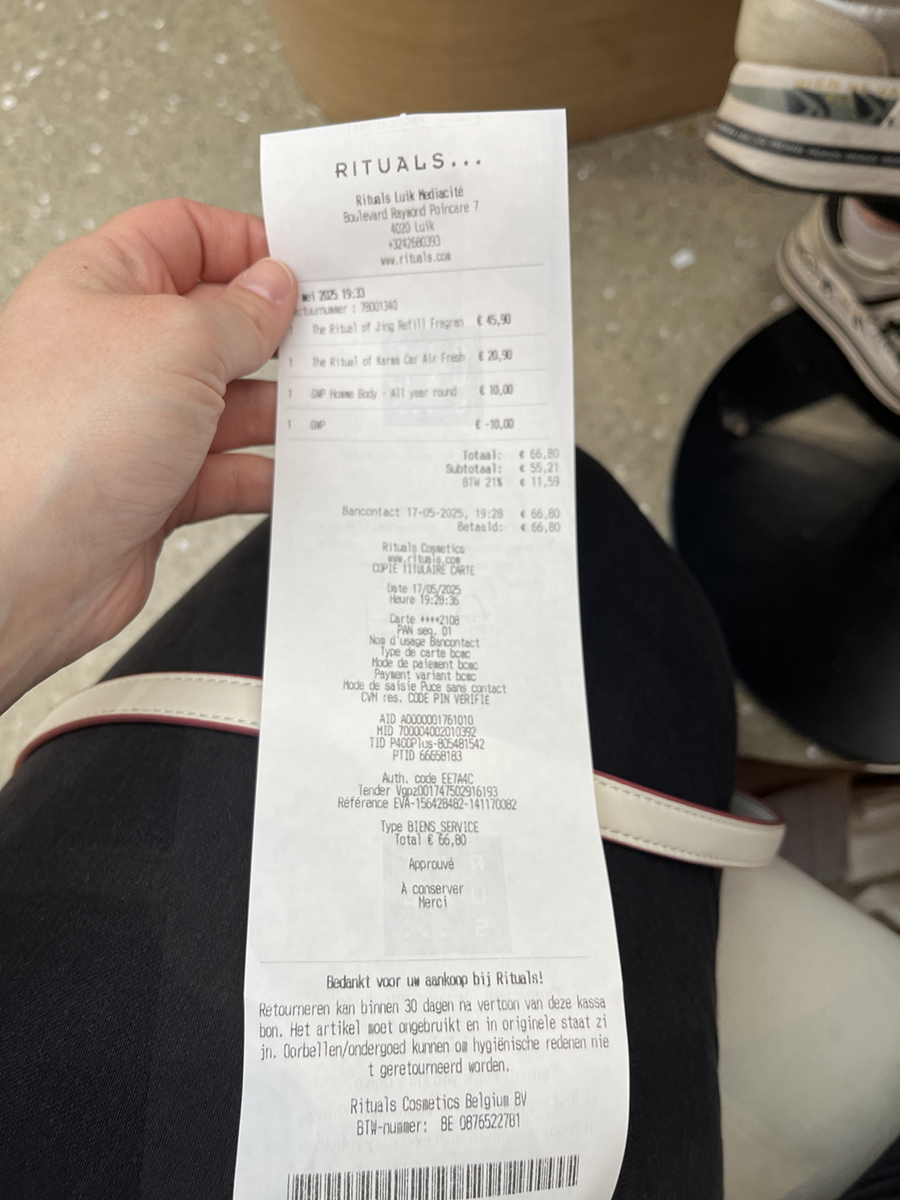 RITUALS...
Rituals Luik Mediacité
Boulevard Raymond Poincare 7
4020 Luik
+3242680393
www.rituals.com
mei 2025 19:33
ctuurnummer : 78001340
The Ritual of Jing Refill Fragran € 45,90
1 The Ritual of Karma Car Air Fresh € 20,90
1 GWP Homme Body - All year round € 10,00
1 GWP € -10,00
Totaal: € 66,80
Subtotaal: € 55,21
BTW 21% € 11,59
Bancontact 17-05-2025, 19:28 € 66,80
Betaald: € 66,80
Rituals Cosmetics
www.rituals.com
COPIE TITULAIRE CARTE
Date 17/05/2025
Heure 19:28:36
Carte ****2108
PAN seq. 01
Nom d'usage Bancontact
Type de carte bcmc
Mode de paiement bcmc
Payment variant bcmc
Mode de saisie Puce sans contact
CVM res. CODE PIN VERIFIE
AID A0000001761010
MID 700004002010392
TID P400Plus-805481542
PTID 66658183
Auth. code EE7A4C
Tender Vgpz001747502916193
Référence EVA-156428482-141170082
Type BIENS_SERVICE
Total € 66,80
Approuvé
À conserver
Merci
Bedankt voor uw aankoop bij Rituals!
Retourneren kan binnen 30 dagen na vertoon van deze kassa
bon. Het artikel moet ongebruikt en in originele staat zi
jn. Oorbellen/ondergoed kunnen om hygiënische redenen nie
t geretourneerd worden.
Rituals Cosmetics Belgium BV
BTW-nummer: BE 0876522781